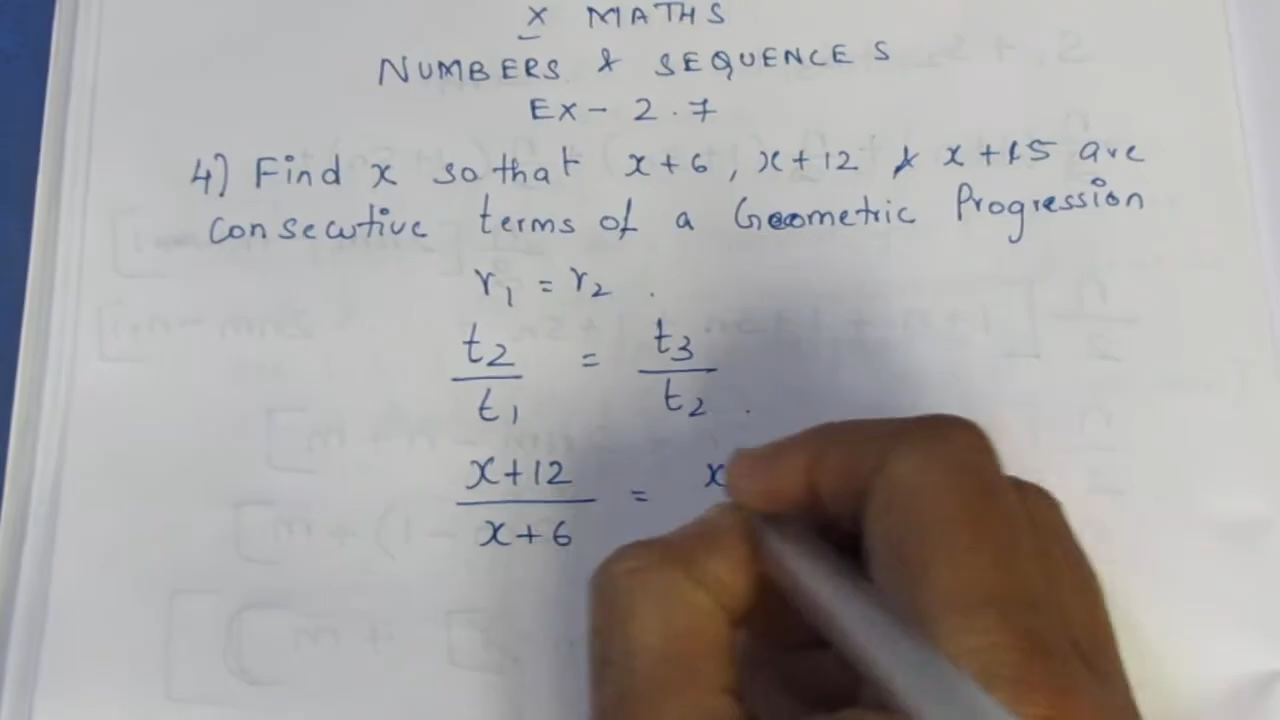 X MATHS
NUMBERS & SEQUENCES
Ex - 2.7
4) Find x so that x+6, x+12 & x+15 are
consecutive terms of a Geometric Progression
r₁ = r₂
t₂/t₁ = t₃/t₂
x+12/x+6 = x